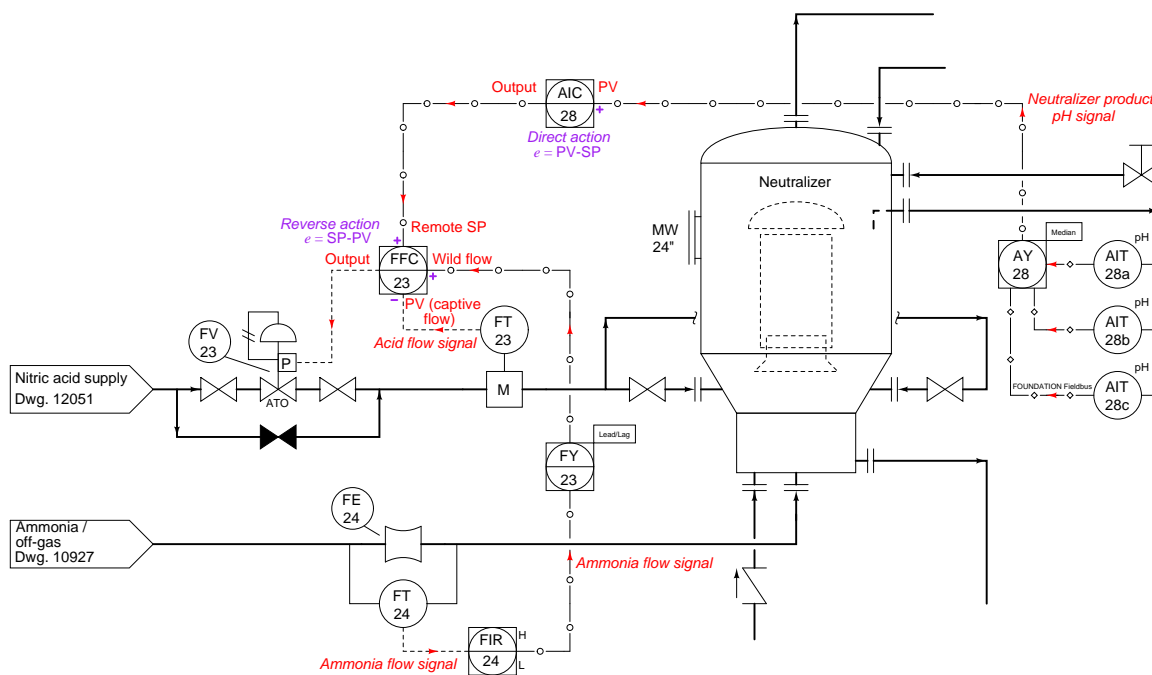 Output
PV
AIC
28
+
Direct action
e = PV-SP
Neutralizer product
pH signal
Neutralizer
MW
24"
Reverse action
e = SP-PV
+
Remote SP
Output
FFC
23
Wild flow
+
-
PV (captive
flow)
Acid flow signal
FT
23
Median
AY
28
AIT
28a
pH
AIT
28b
pH
AIT
28c
pH
FOUNDATION Fieldbus
FV
23
P
ATO
M
Nitric acid supply
Dwg. 12051
Lead/Lag
FY
23
FE
24
Ammonia /
off-gas
Dwg. 10927
Ammonia flow signal
FT
24
FIR
24
H
L
Ammonia flow signal